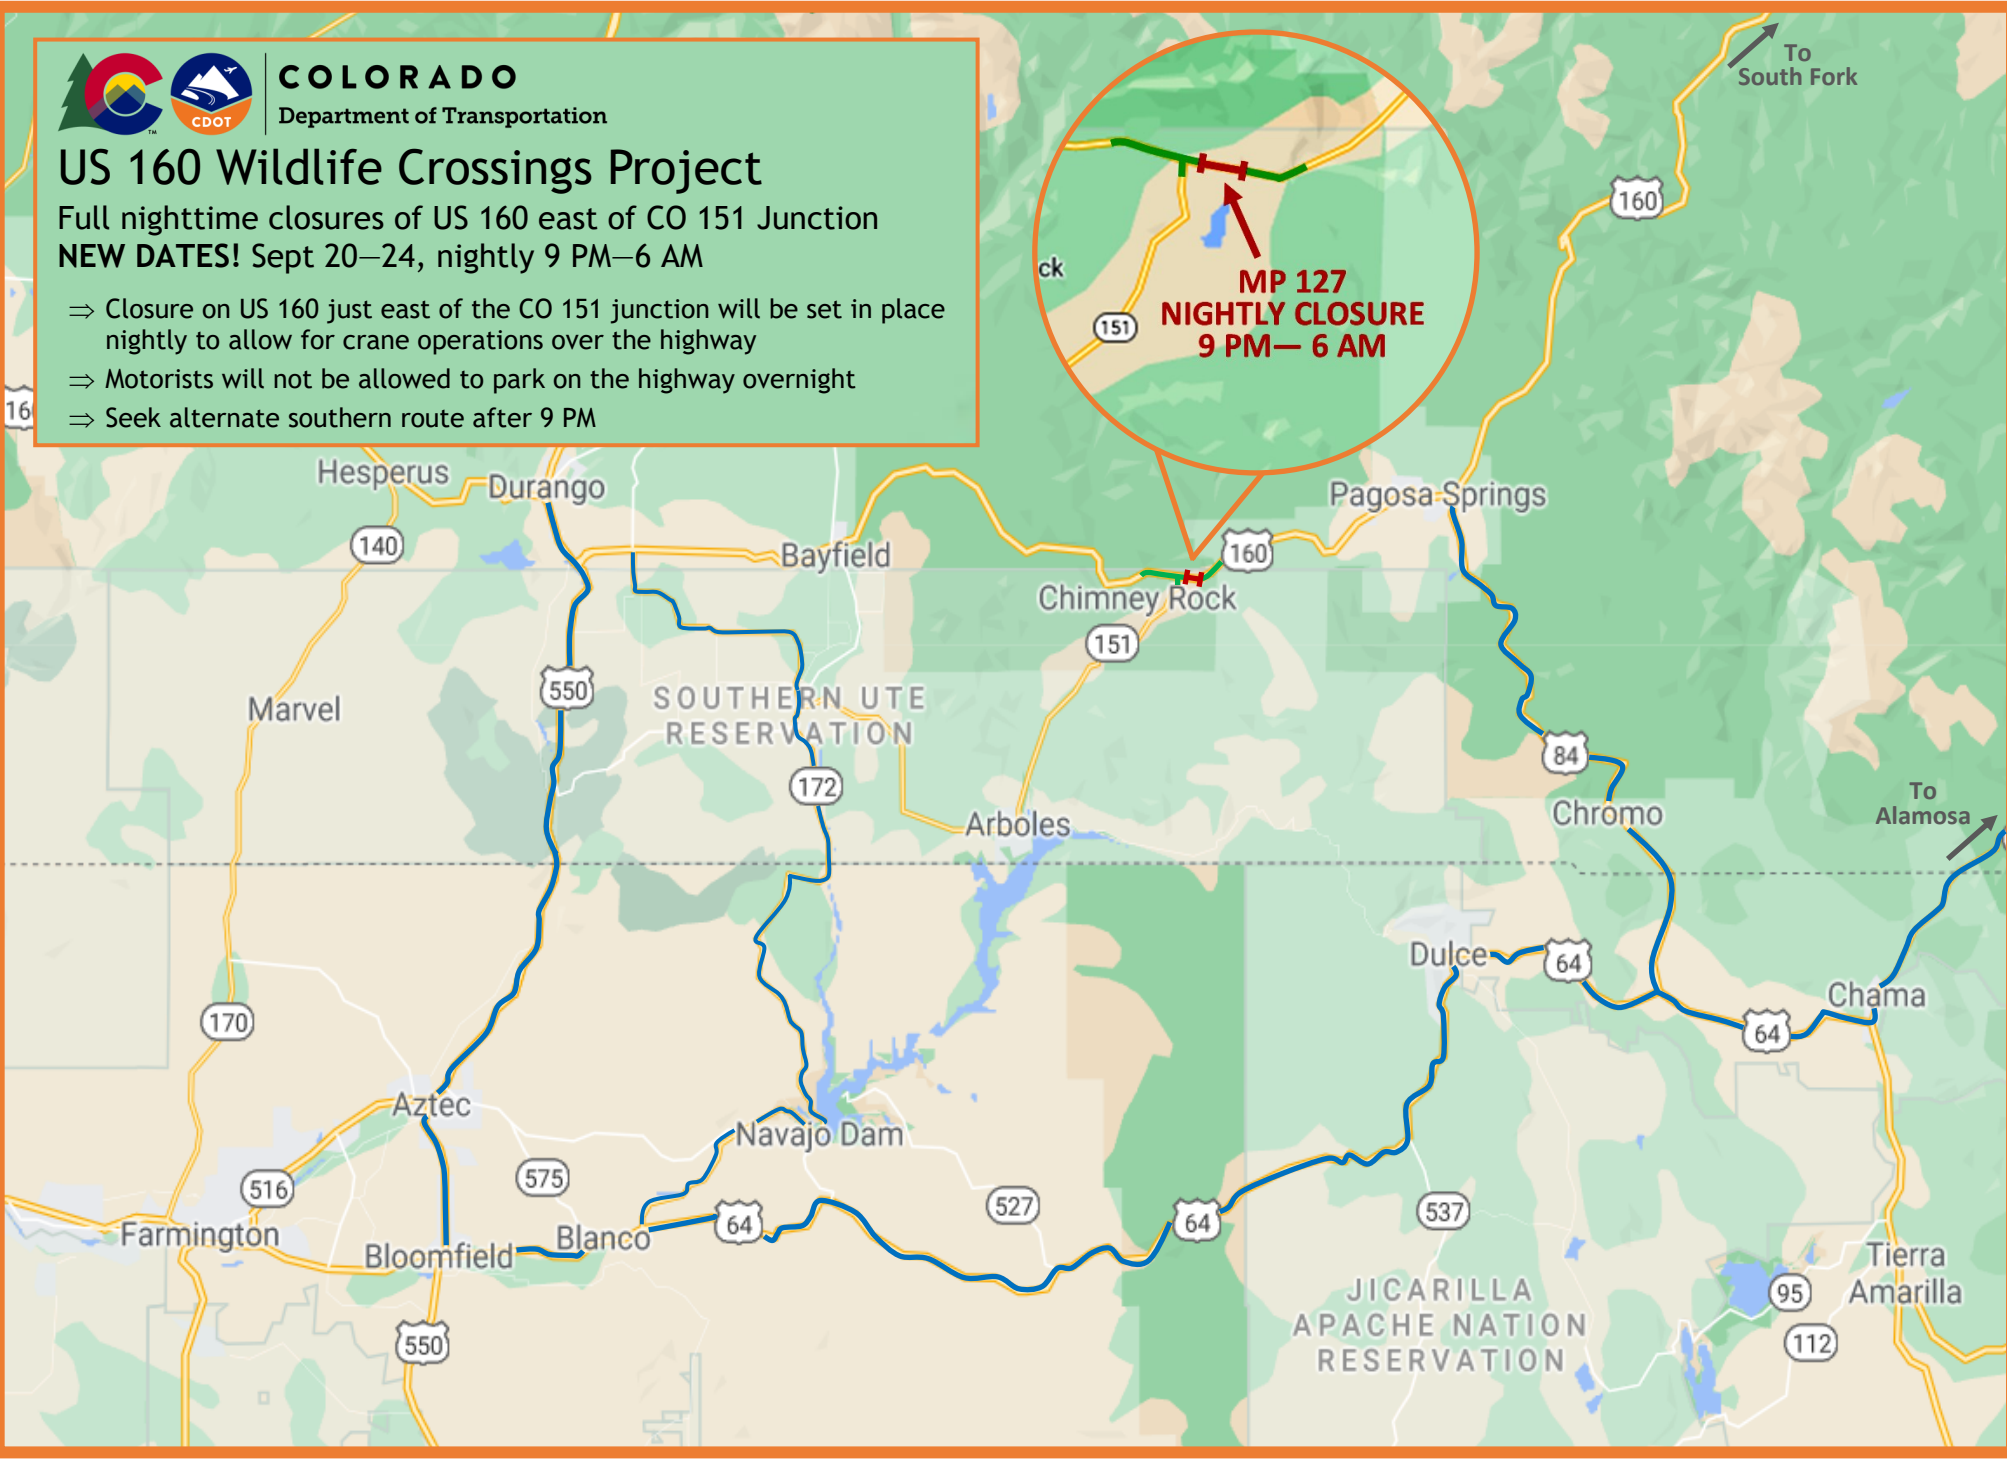 COLORADO
Department of Transportation
CDOT
TM
US 160 Wildlife Crossings Project
Full nighttime closures of US 160 east of CO 151 Junction
NEW DATES! Sept 20—24, nightly 9 PM—6 AM
⇒ Closure on US 160 just east of the CO 151 junction will be set in place
nightly to allow for crane operations over the highway
⇒ Motorists will not be allowed to park on the highway overnight
⇒ Seek alternate southern route after 9 PM
To
South Fork
160
ck
151
MP 127
NIGHTLY CLOSURE
9 PM— 6 AM
16
Hesperus
Durango
Pagosa Springs
140
Bayfield
160
Chimney Rock
151
550
Marvel
SOUTHERN UTE
RESERVATION
84
172
Chromo
Arboles
To
Alamosa
Dulce
64
Chama
170
64
Aztec
Navajo Dam
575
516
527
537
64
64
Farmington
Blanco
Bloomfield
Tierra
Amarilla
95
JICARILLA
APACHE NATION
RESERVATION
550
112